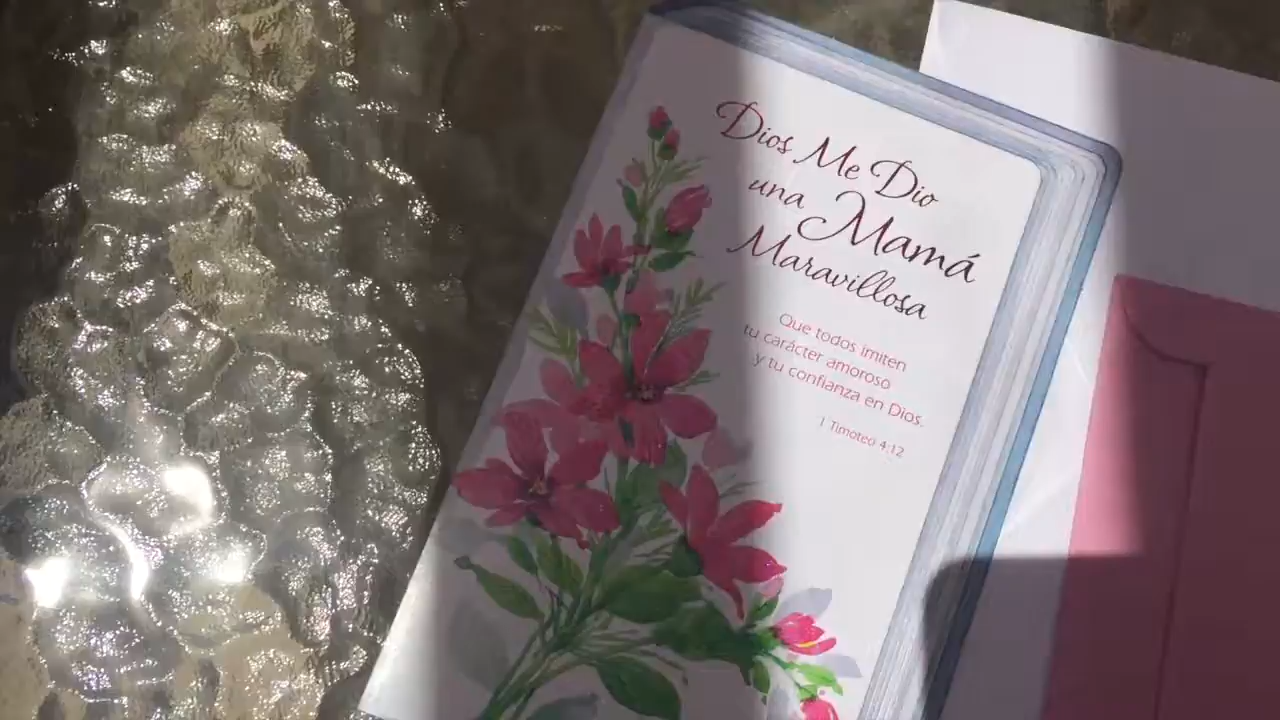 Dios Me Dio
una Mamá
Maravillosa
Que todos imiten
tu carácter amoroso
y tu confianza en Dios.
1 Timoteo 4:12